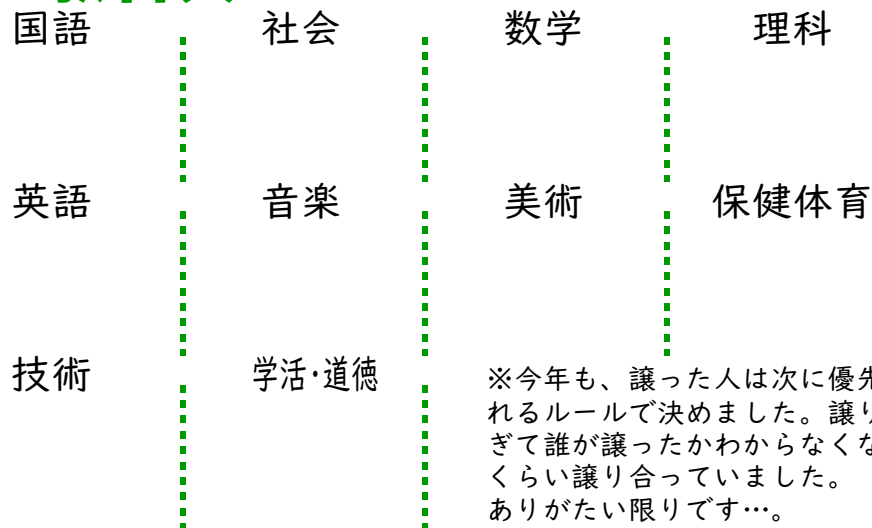 国語 社会 数学 理科
英語 音楽 美術 保健体育
技術 学活・道徳
※今年も、譲った人は次に優先
れるルールで決めました。譲り
ぎて誰が譲ったかわからなくな
くらい譲り合っていました。
ありがたい限りです…。